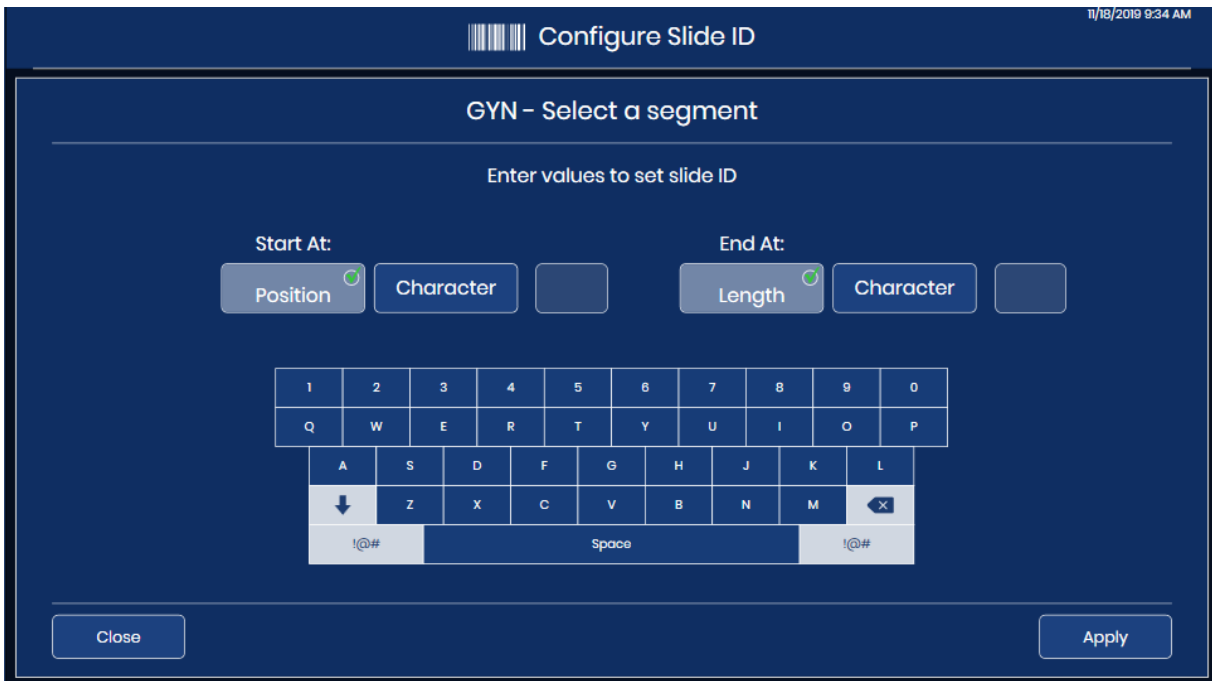 11/18/2019 9:34 AM
Configure Slide ID
GYN - Select a segment
Enter values to set slide ID
Start At: End At:
Position Character Length Character
1 2 3 4 5 6 7 8 9 0
Q W E R T Y U I O P
A S D F G H J K L
Z X C V B N M
!@# Space !@#
Close Apply